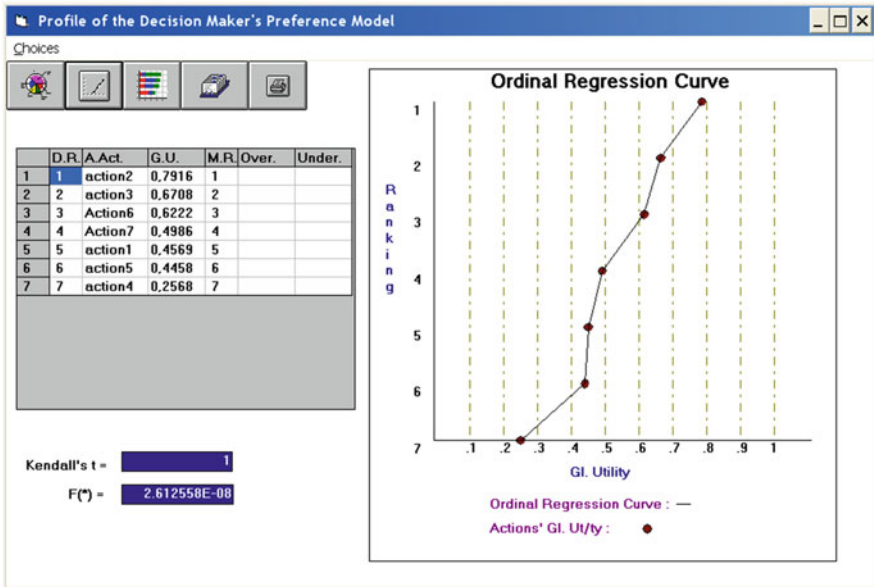 Profile of the Decision Maker's Preference Model
Choices
D.R. A.Act. G.U. M.R. Over. Under.
1 1 action2 0,7916 1
2 2 action3 0,6708 2
3 3 Action6 0,6222 3
4 4 Action7 0,4986 4
5 5 action1 0,4569 5
6 6 action5 0,4458 6
7 7 action4 0,2568 7
Kendall's t = 1
F(*) = 2.612558E-08
Ordinal Regression Curve
Ranking
1
2
3
4
5
6
7
.1 .2 .3 .4 .5 .6 .7 .8 .9 1
Gl. Utility
Ordinal Regression Curve : —
Actions' Gl. Ut/ty :